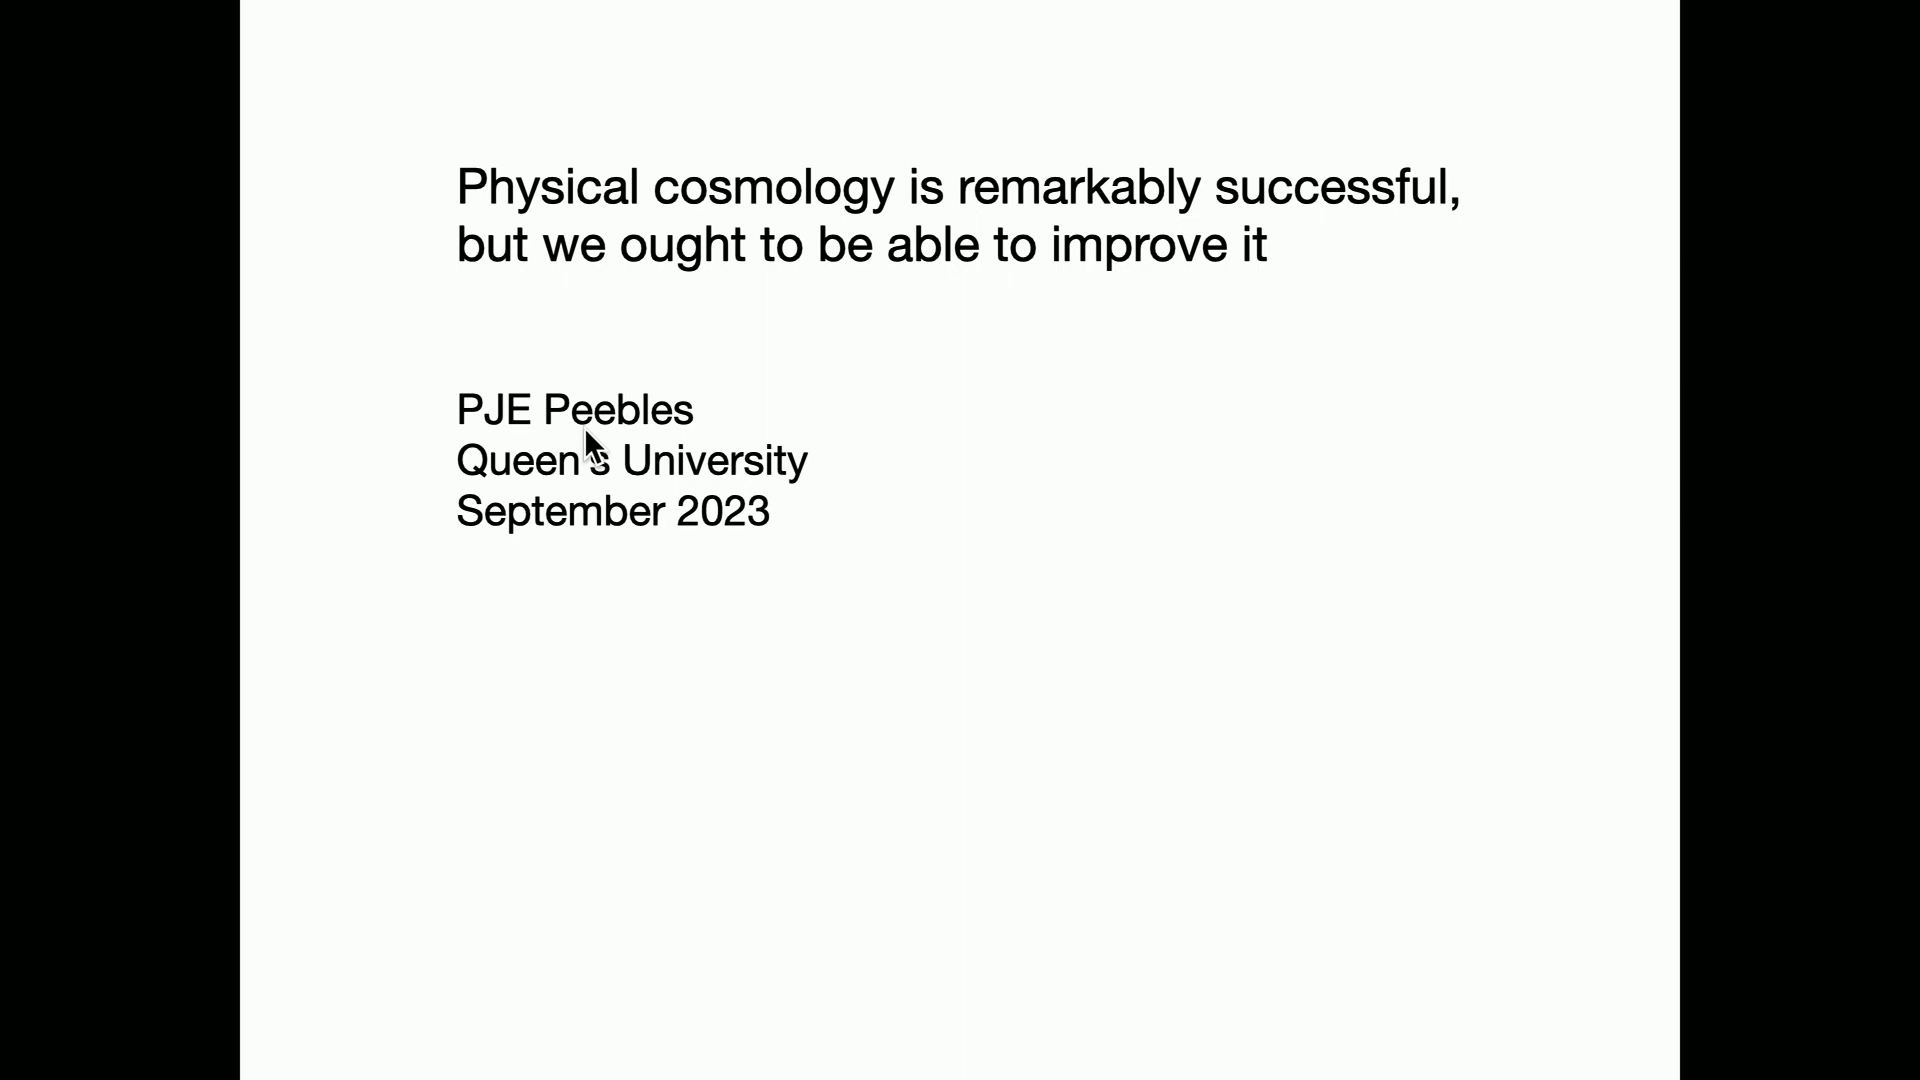 Physical cosmology is remarkably successful,
but we ought to be able to improve it
PJE Peebles
Queen's University
September 2023